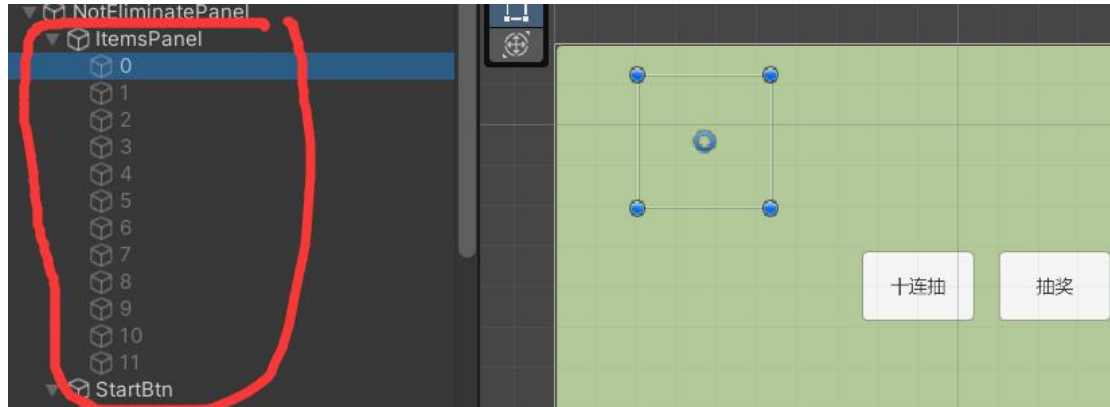 NotEliminatePanel
ItemsPanel
0
1
2
3
4
5
6
7
8
9
10
11
StartBtn
十连抽
抽奖